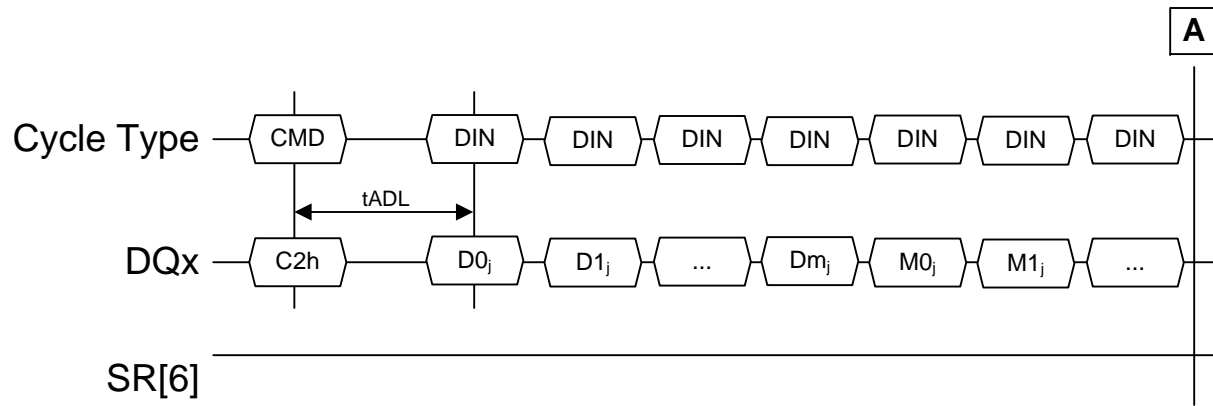 A
Cycle Type CMD DIN DIN DIN DIN DIN DIN DIN
tADL
DQx C2h D0j D1j ... Dmj M0j M1j ...
SR[6]